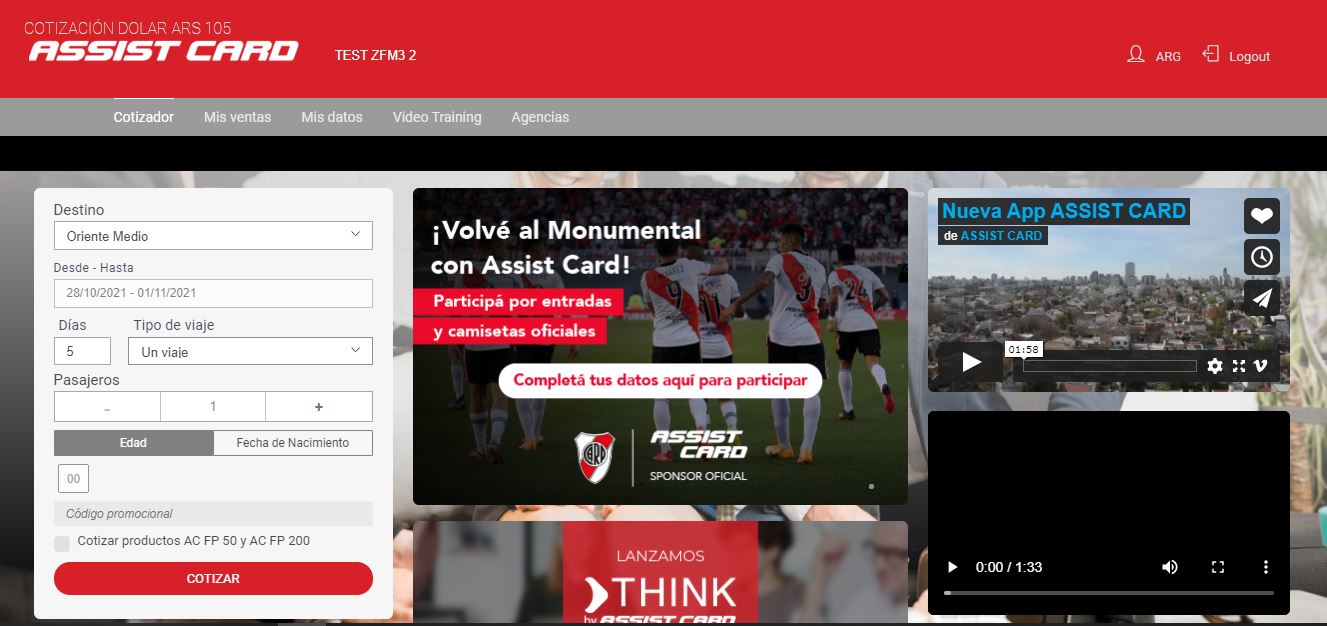 COTIZACIÓN DOLAR ARS 105
ASSIST CARD
TEST ZFM3 2
ARG
Logout
Cotizador
Mis ventas
Mis datos
Video Training
Agencias
Destino
Oriente Medio
Desde - Hasta
28/10/2021 - 01/11/2021
Días
Tipo de viaje
5
Un viaje
Pasajeros
–
1
+
Edad
Fecha de Nacimiento
00
Código promocional
Cotizar productos AC FP 50 y AC FP 200
COTIZAR
¡Volvé al Monumental
con Assist Card!
Participá por entradas
y camisetas oficiales
9
3
24
Completá tus datos aquí para participar
CARP
ASSIST
CARD
SPONSOR OFICIAL
LANZAMOS
THINK
by ASSIST CARD
Nueva App ASSIST CARD
de ASSIST CARD
01:58
0:00 / 1:33